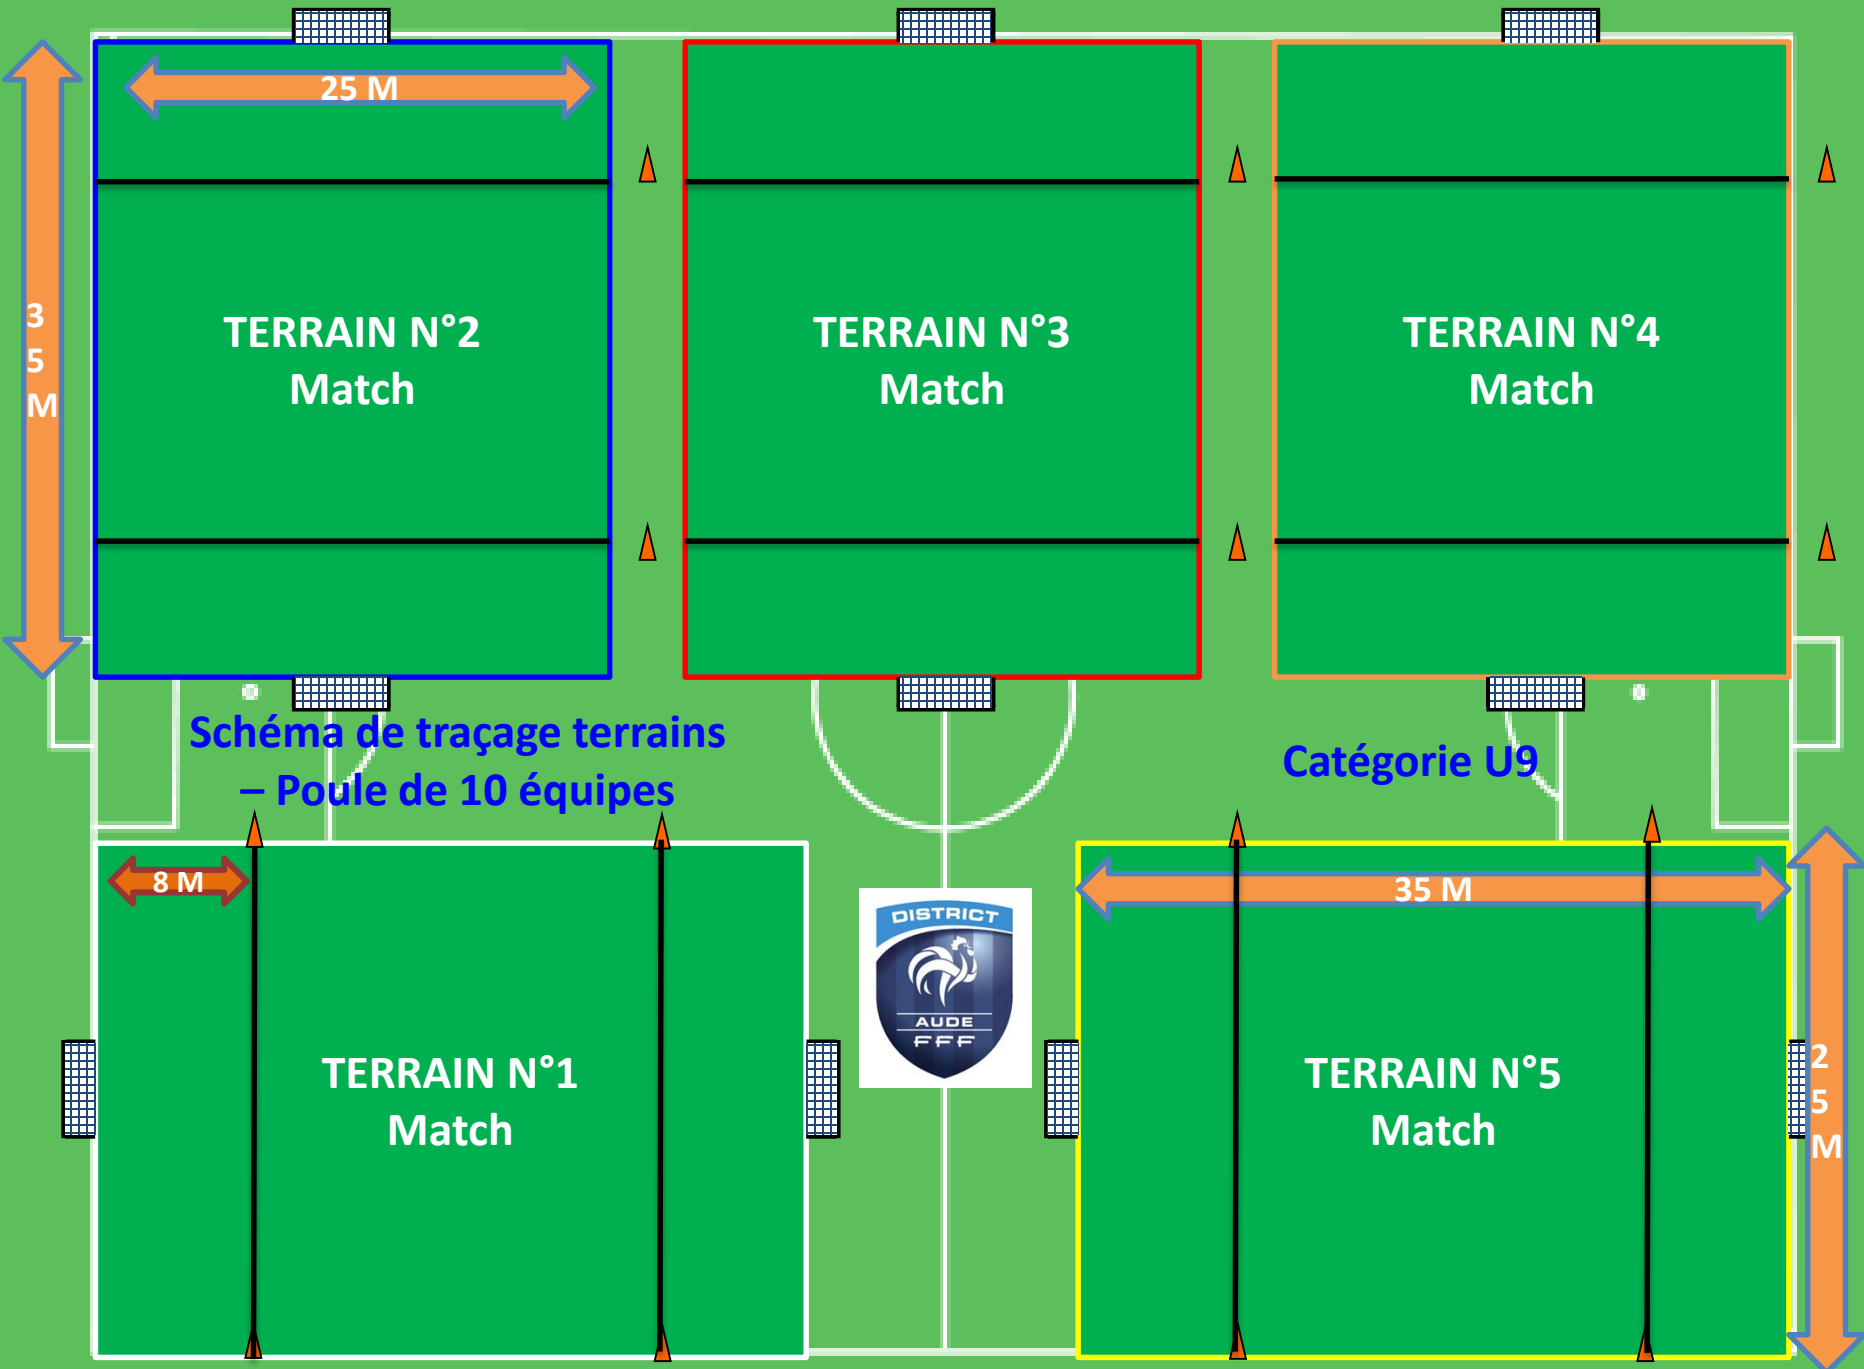 25 M
3
5
M
TERRAIN N°2
Match
TERRAIN N°3
Match
TERRAIN N°4
Match
Schéma de traçage terrains
– Poule de 10 équipes
Catégorie U9
8 M
35 M
DISTRICT
AUDE
FFF
TERRAIN N°1
Match
TERRAIN N°5
Match
2
5
M